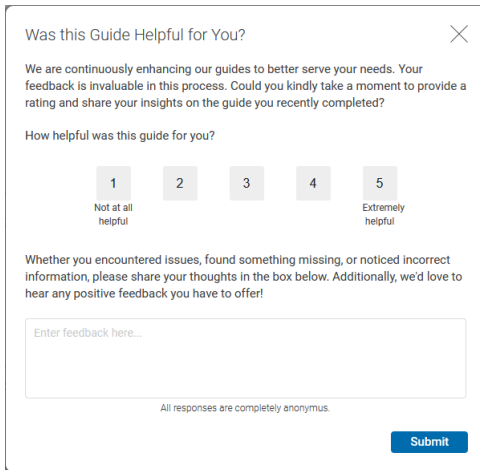 Was this Guide Helpful for You?
We are continuously enhancing our guides to better serve your needs. Your
feedback is invaluable in this process. Could you kindly take a moment to provide a
rating and share your insights on the guide you recently completed?
How helpful was this guide for you?
1 2 3 4 5
Not at all Extremely
helpful helpful
Whether you encountered issues, found something missing, or noticed incorrect
information, please share your thoughts in the box below. Additionally, we'd love to
hear any positive feedback you have to offer!
Enter feedback here...
All responses are completely anonymus.
Submit